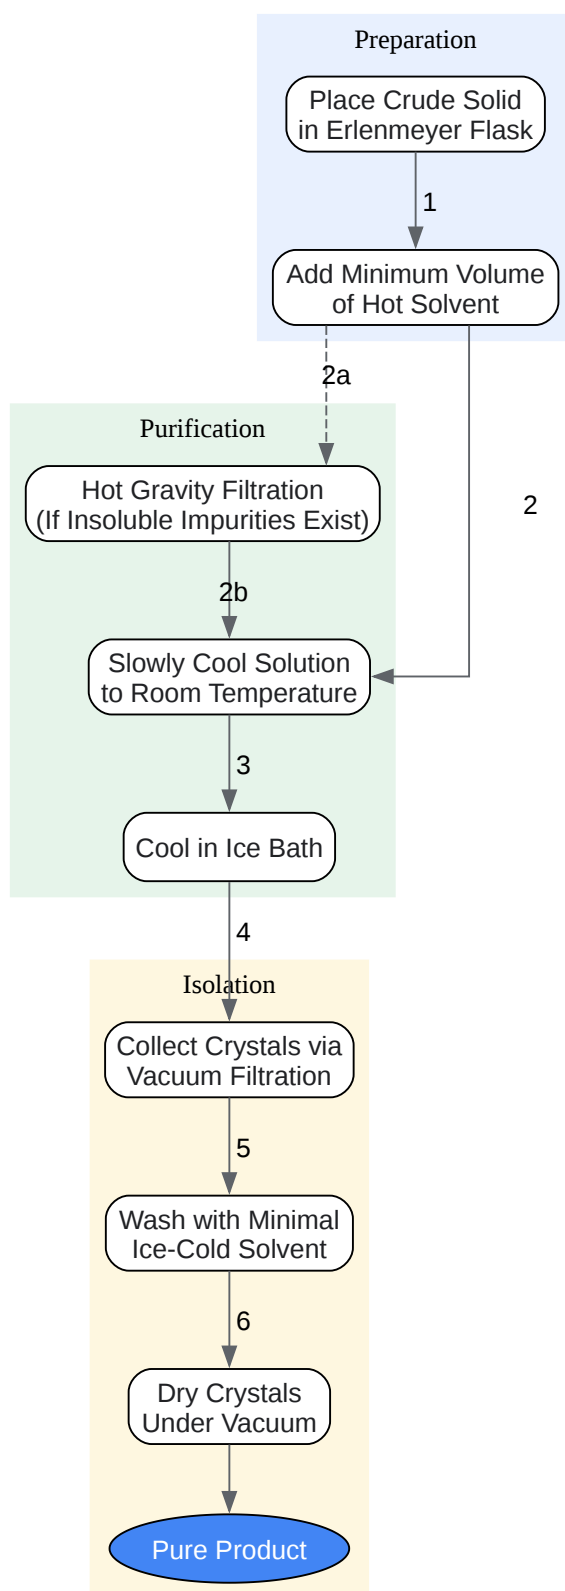 Preparation
Place Crude Solid
in Erlenmeyer Flask
1
Add Minimum Volume
of Hot Solvent
2a
Purification
Hot Gravity Filtration
(If Insoluble Impurities Exist)
2
2b
Slowly Cool Solution
to Room Temperature
3
Cool in Ice Bath
4
Isolation
Collect Crystals via
Vacuum Filtration
5
Wash with Minimal
Ice-Cold Solvent
6
Dry Crystals
Under Vacuum
Pure Product